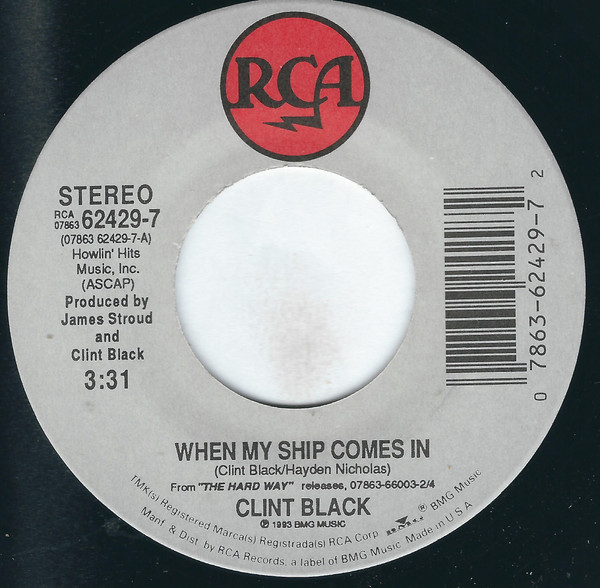 RCA
STEREO
RCA
07863 62429-7
(07863 62429-7-A)
Howlin' Hits
Music, Inc.
(ASCAP)
Produced by
James Stroud
and
Clint Black
3:31
0 7863-62429-7 2
WHEN MY SHIP COMES IN
(Clint Black/Hayden Nicholas)
From "THE HARD WAY" releases, 07863-66003-2/4
CLINT BLACK
℗ 1993 BMG MUSIC
TMK(s) Registered Marca(s) Registrada(s) RCA Corp. BMG ® BMG Music
Manf. & Dist. by RCA Records, a label of BMG Music Made in U.S.A